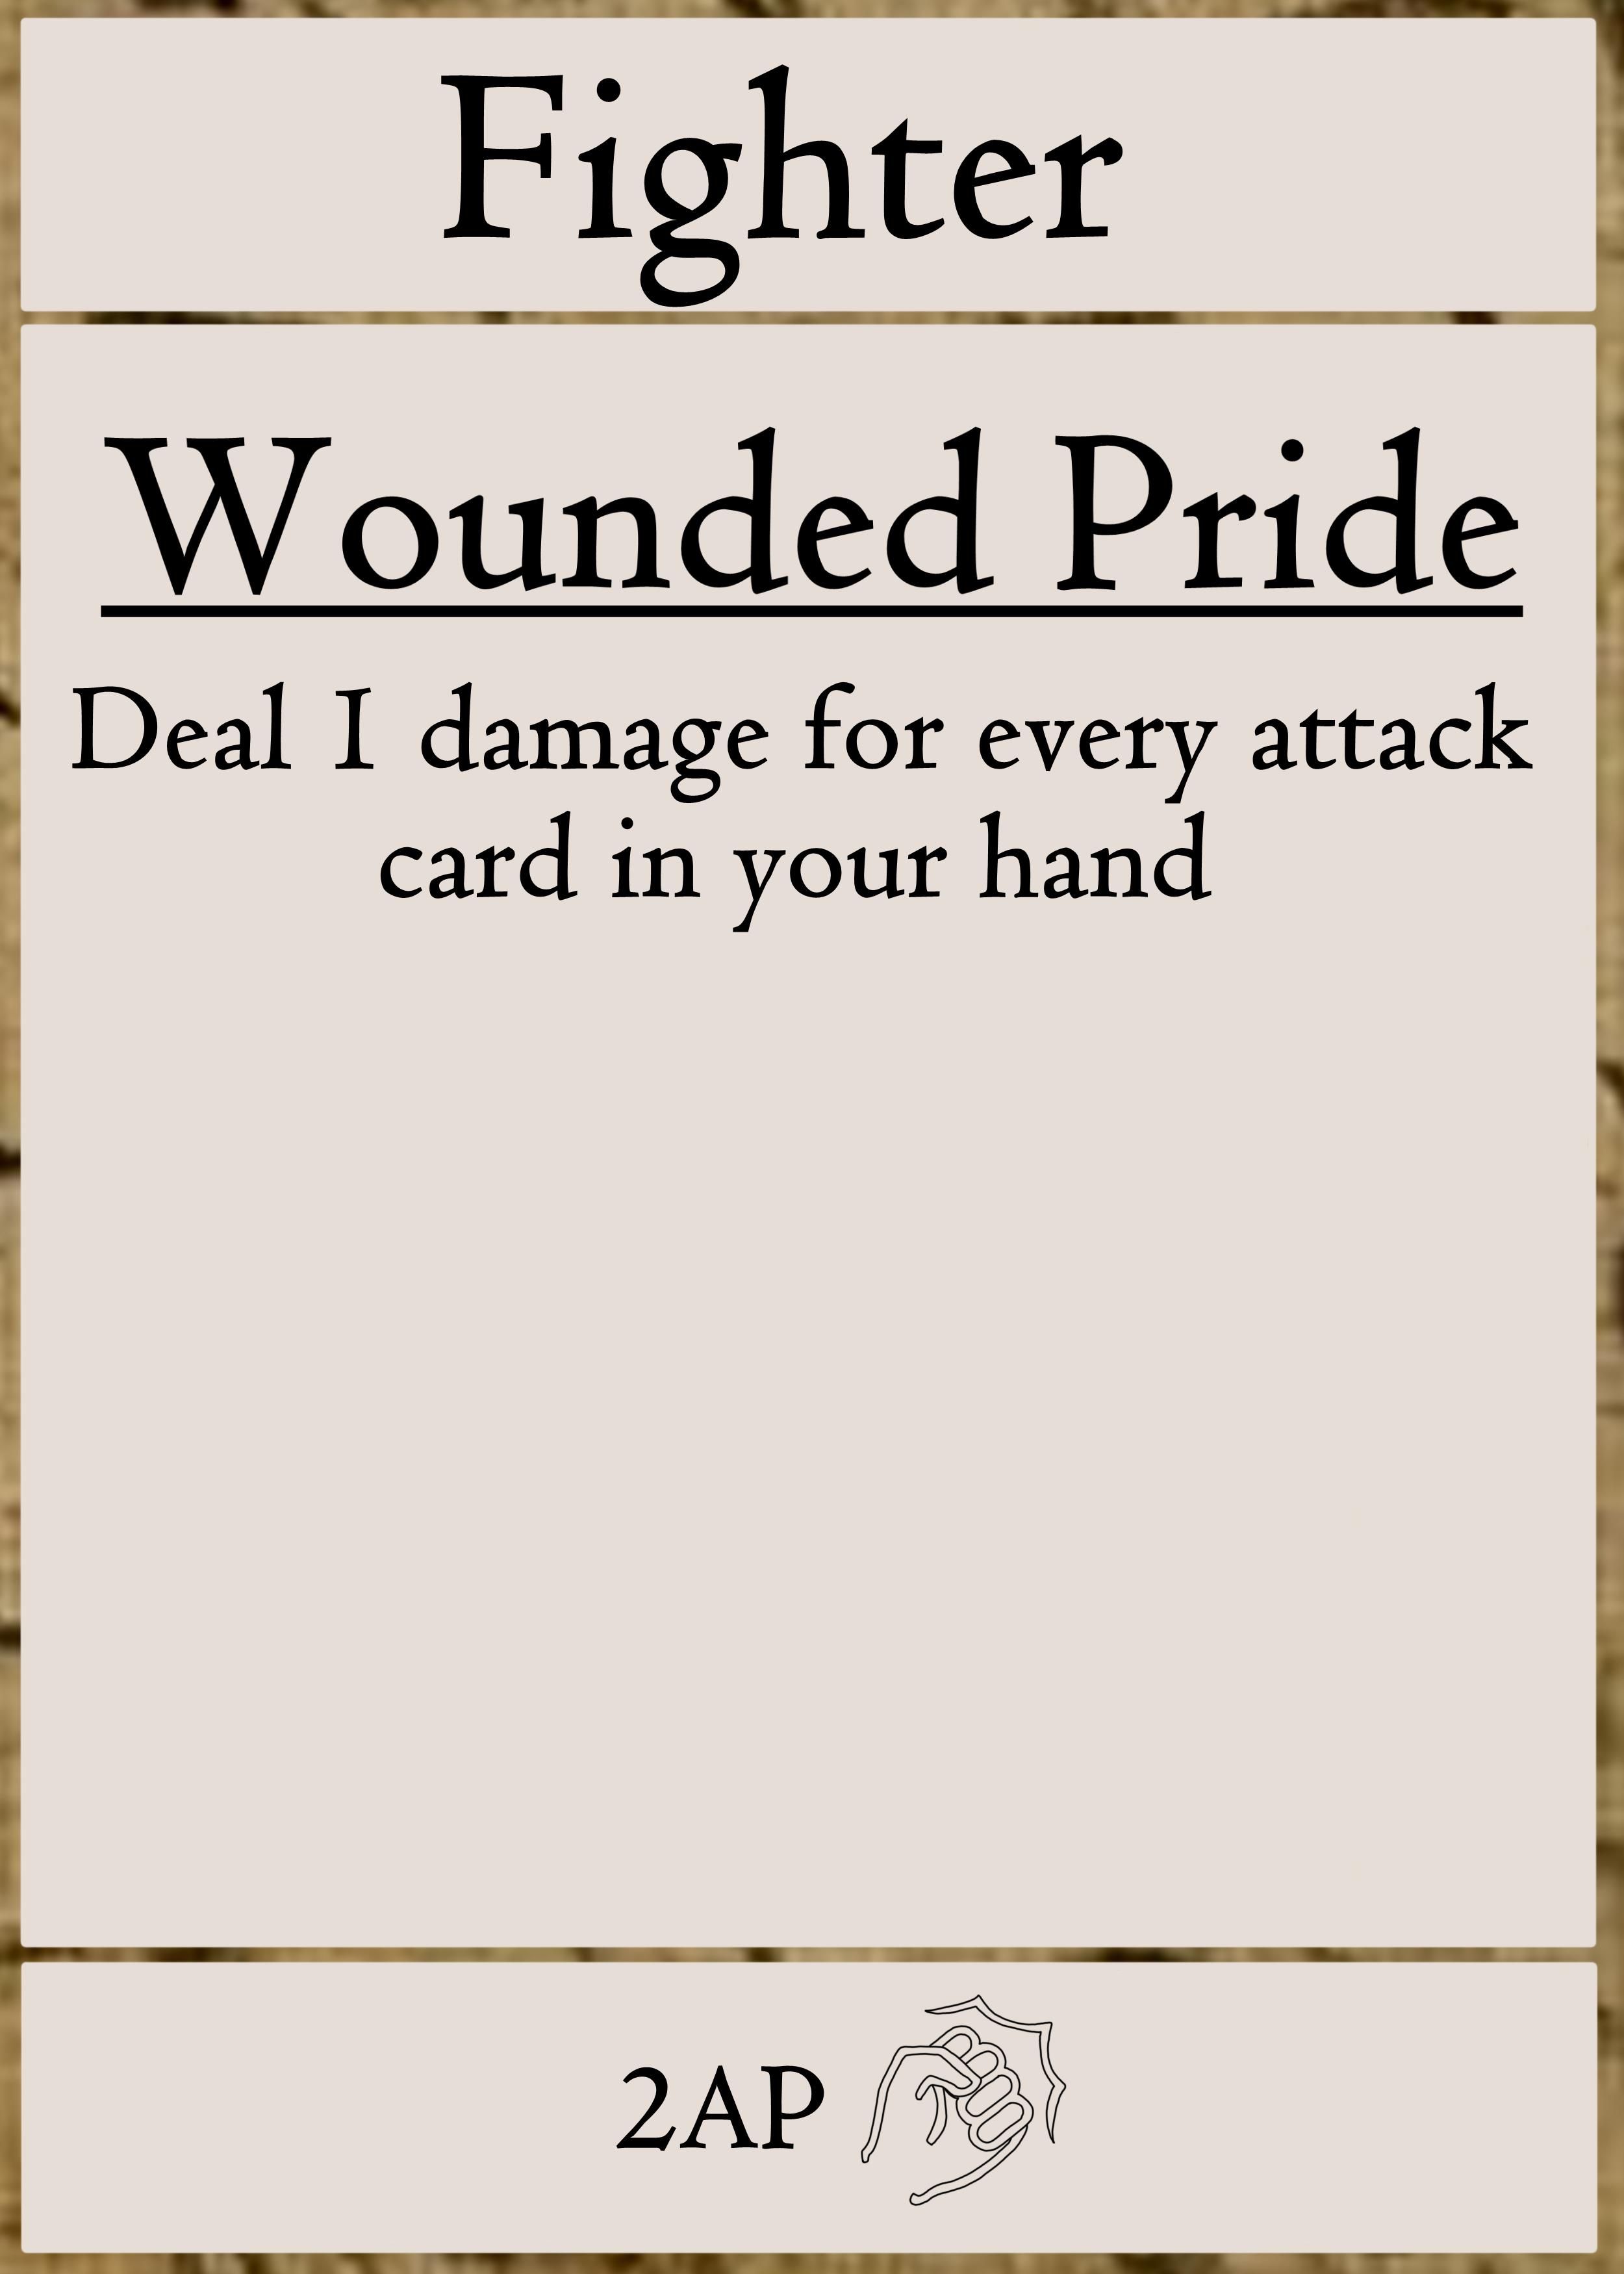 Fighter
Wounded Pride
Deal 1 damage for every attack
card in your hand
2AP